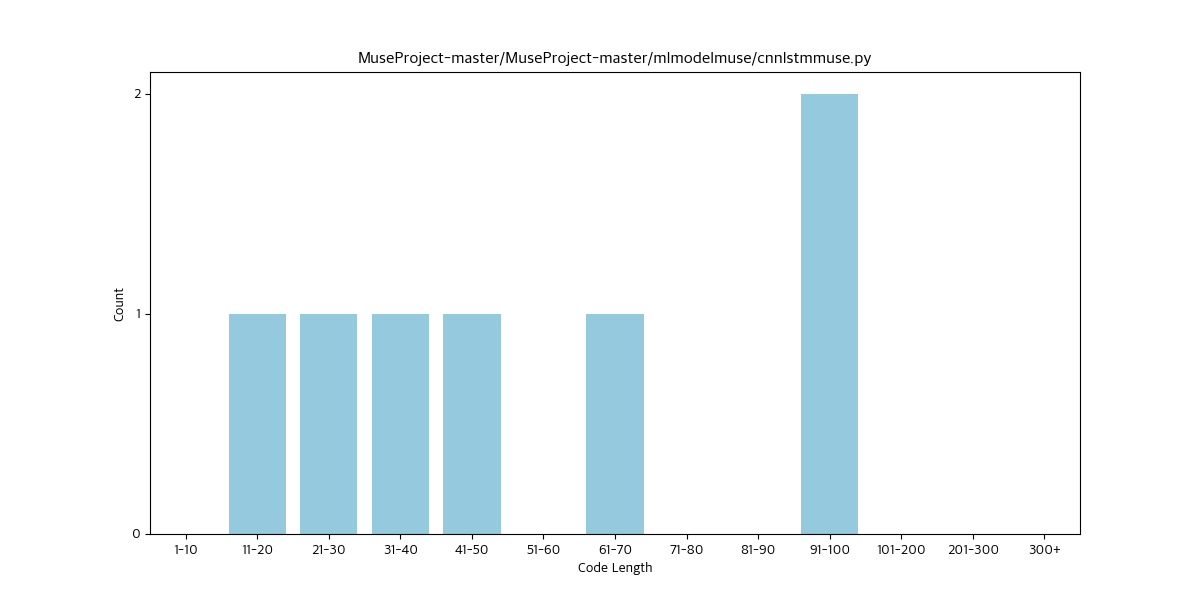 MuseProject-master/MuseProject-master/mlmodelmuse/cnnlstmmuse.py
2
1
0
Count
1-10 11-20 21-30 31-40 41-50 51-60 61-70 71-80 81-90 91-100 101-200 201-300 300+
Code Length